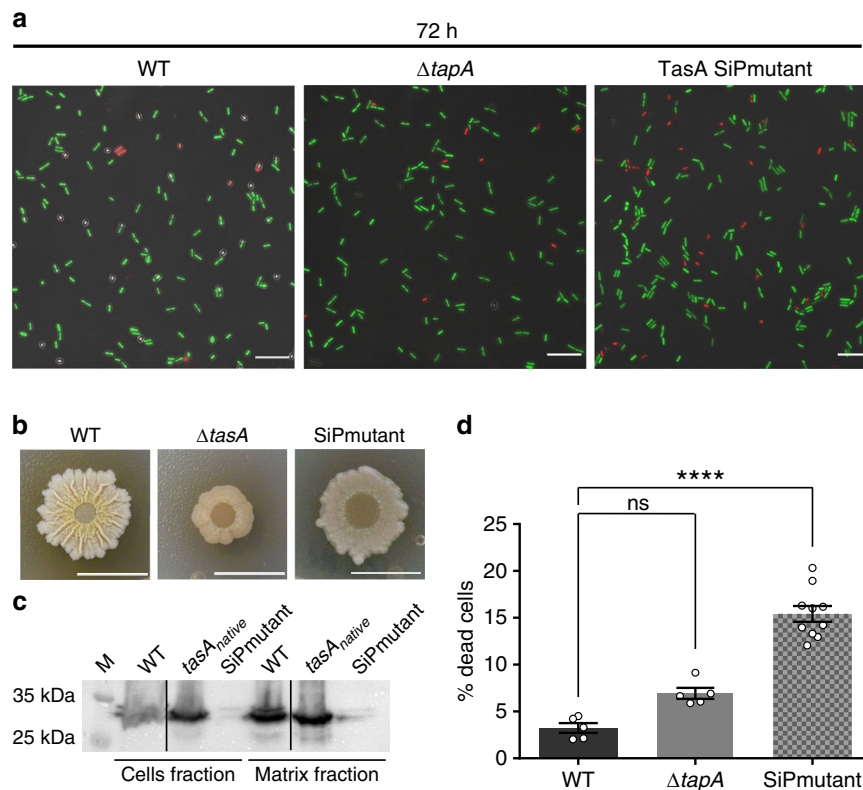 a
72 h
WT ΔtapA TasA SiPmutant
b
WT ΔtasA SiPmutant
c
M WT tasAnative SiPmutant WT tasAnative SiPmutant
35 kDa
25 kDa
Cells fraction Matrix fraction
d
****
ns
% dead cells
25
20
15
10
5
0
WT ΔtapA SiPmutant